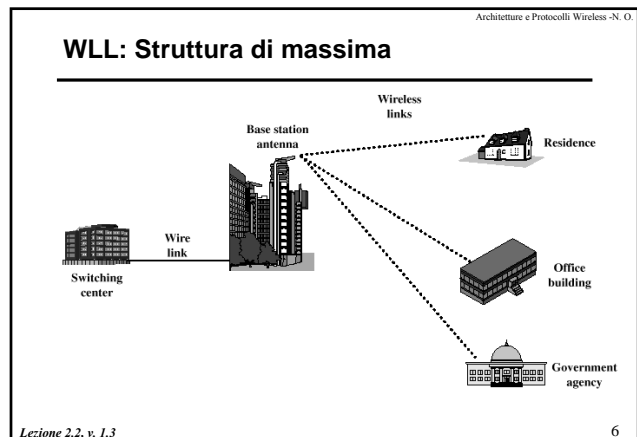 Architetture e Protocolli Wireless -N. O.
WLL: Struttura di massima
Wireless
links
Base station
antenna
Residence
Wire
link
Switching
center
Office
building
Government
agency
Lezione 2.2, v. 1.3
6